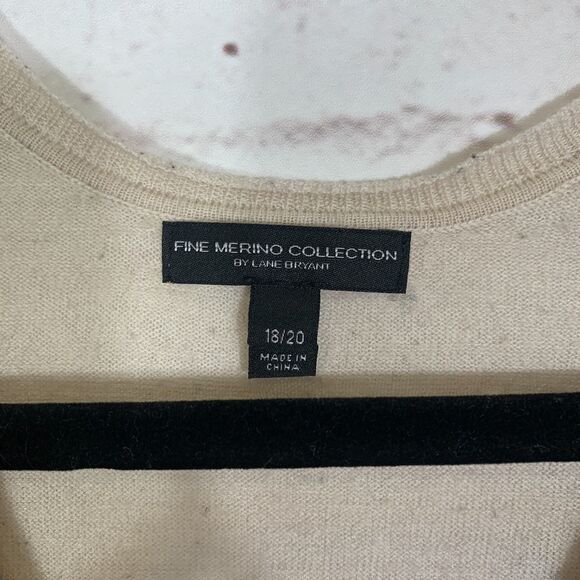 FINE MERINO COLLECTION
BY LANE BRYANT
18/20
MADE IN
CHINA